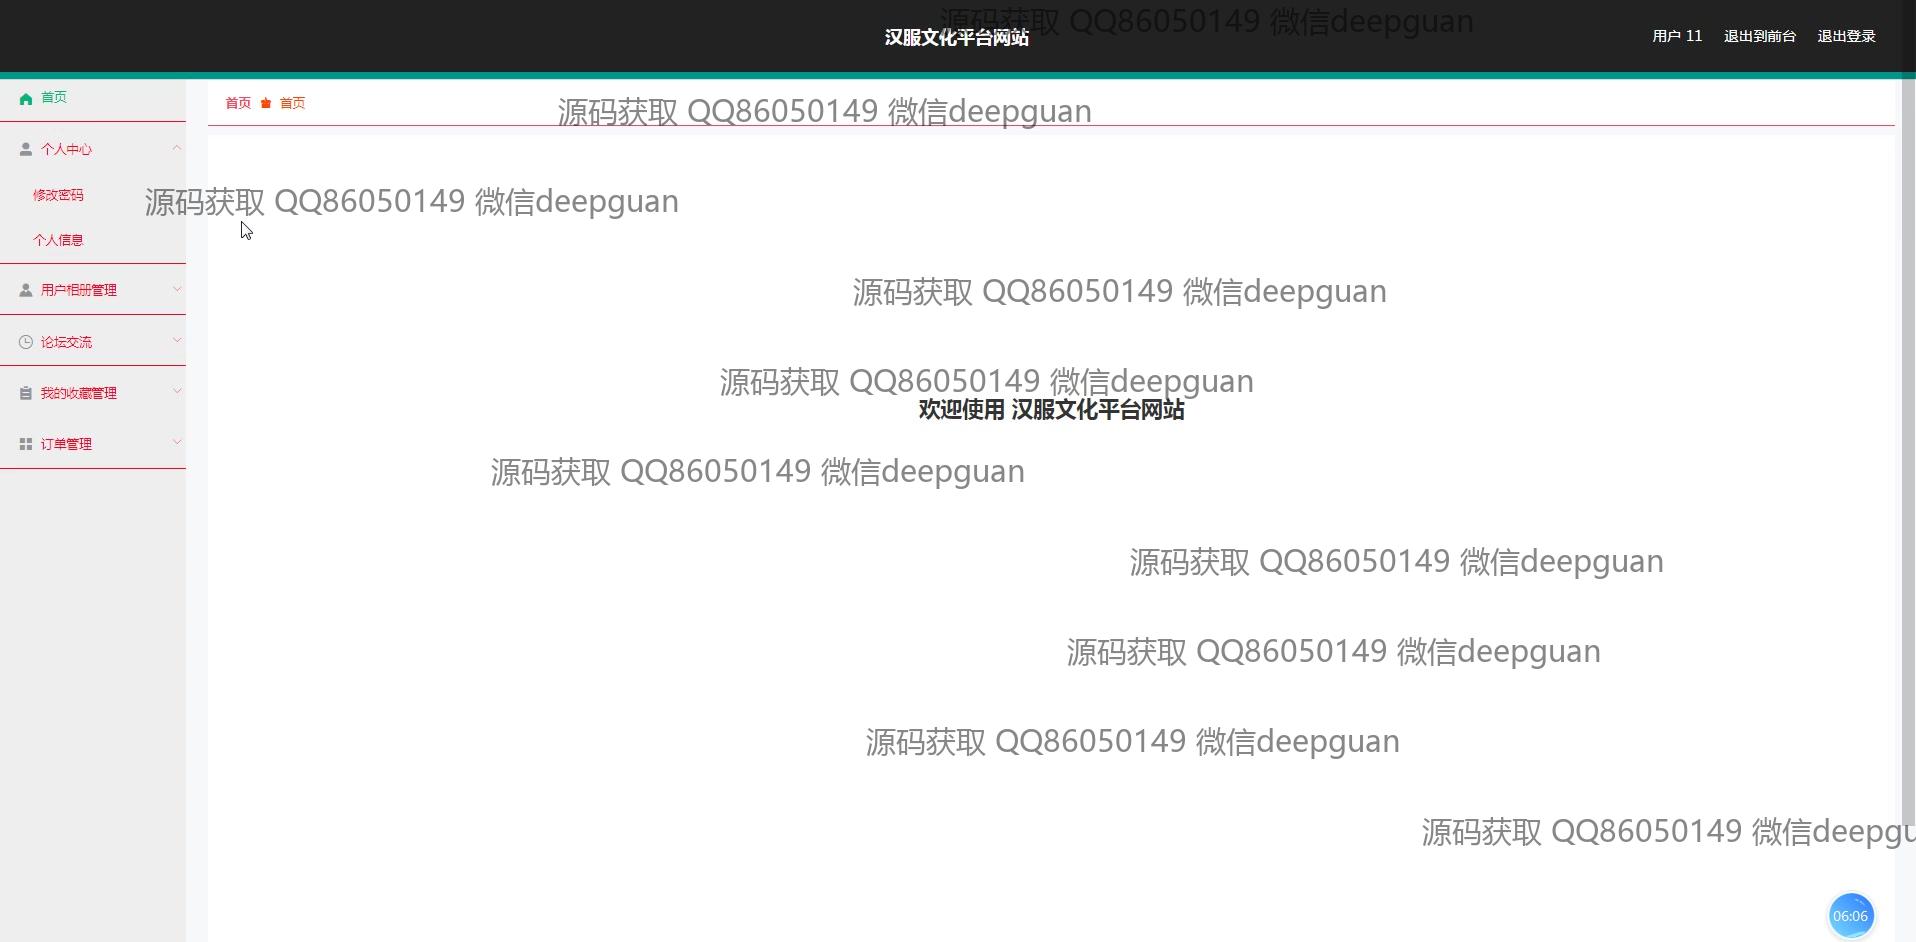 源码获取 QQ86050149 微信deepguan
汉服文化平台网站
用户 11 退出到前台 退出登录
首页
首页 首页
源码获取 QQ86050149 微信deepguan
个人中心
修改密码
源码获取 QQ86050149 微信deepguan
个人信息
用户相册管理
源码获取 QQ86050149 微信deepguan
论坛交流
源码获取 QQ86050149 微信deepguan
我的收藏管理
欢迎使用 汉服文化平台网站
订单管理
源码获取 QQ86050149 微信deepguan
源码获取 QQ86050149 微信deepguan
源码获取 QQ86050149 微信deepguan
源码获取 QQ86050149 微信deepguan
源码获取 QQ86050149 微信deepgu
06:06